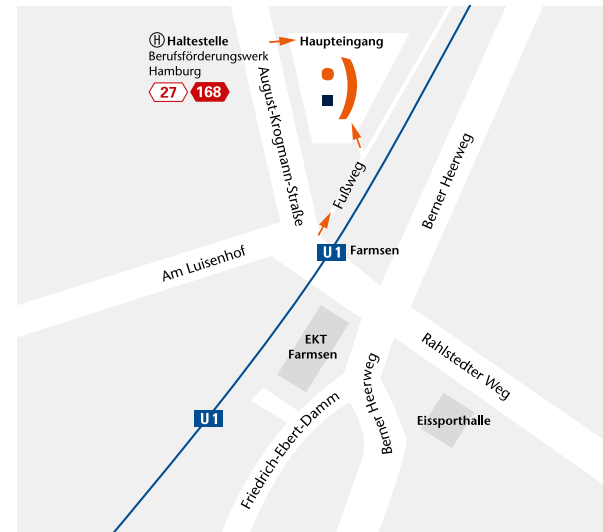 H Haltestelle
Berufsförderungswerk
Hamburg
27 168
Haupteingang
August-Krogmann-Straße
Fußweg
Berner Heerweg
Am Luisenhof
U1 Farmsen
EKT
Farmsen
Rahlstedter Weg
Berner Heerweg
Eissporthalle
U1
Friedrich-Ebert-Damm